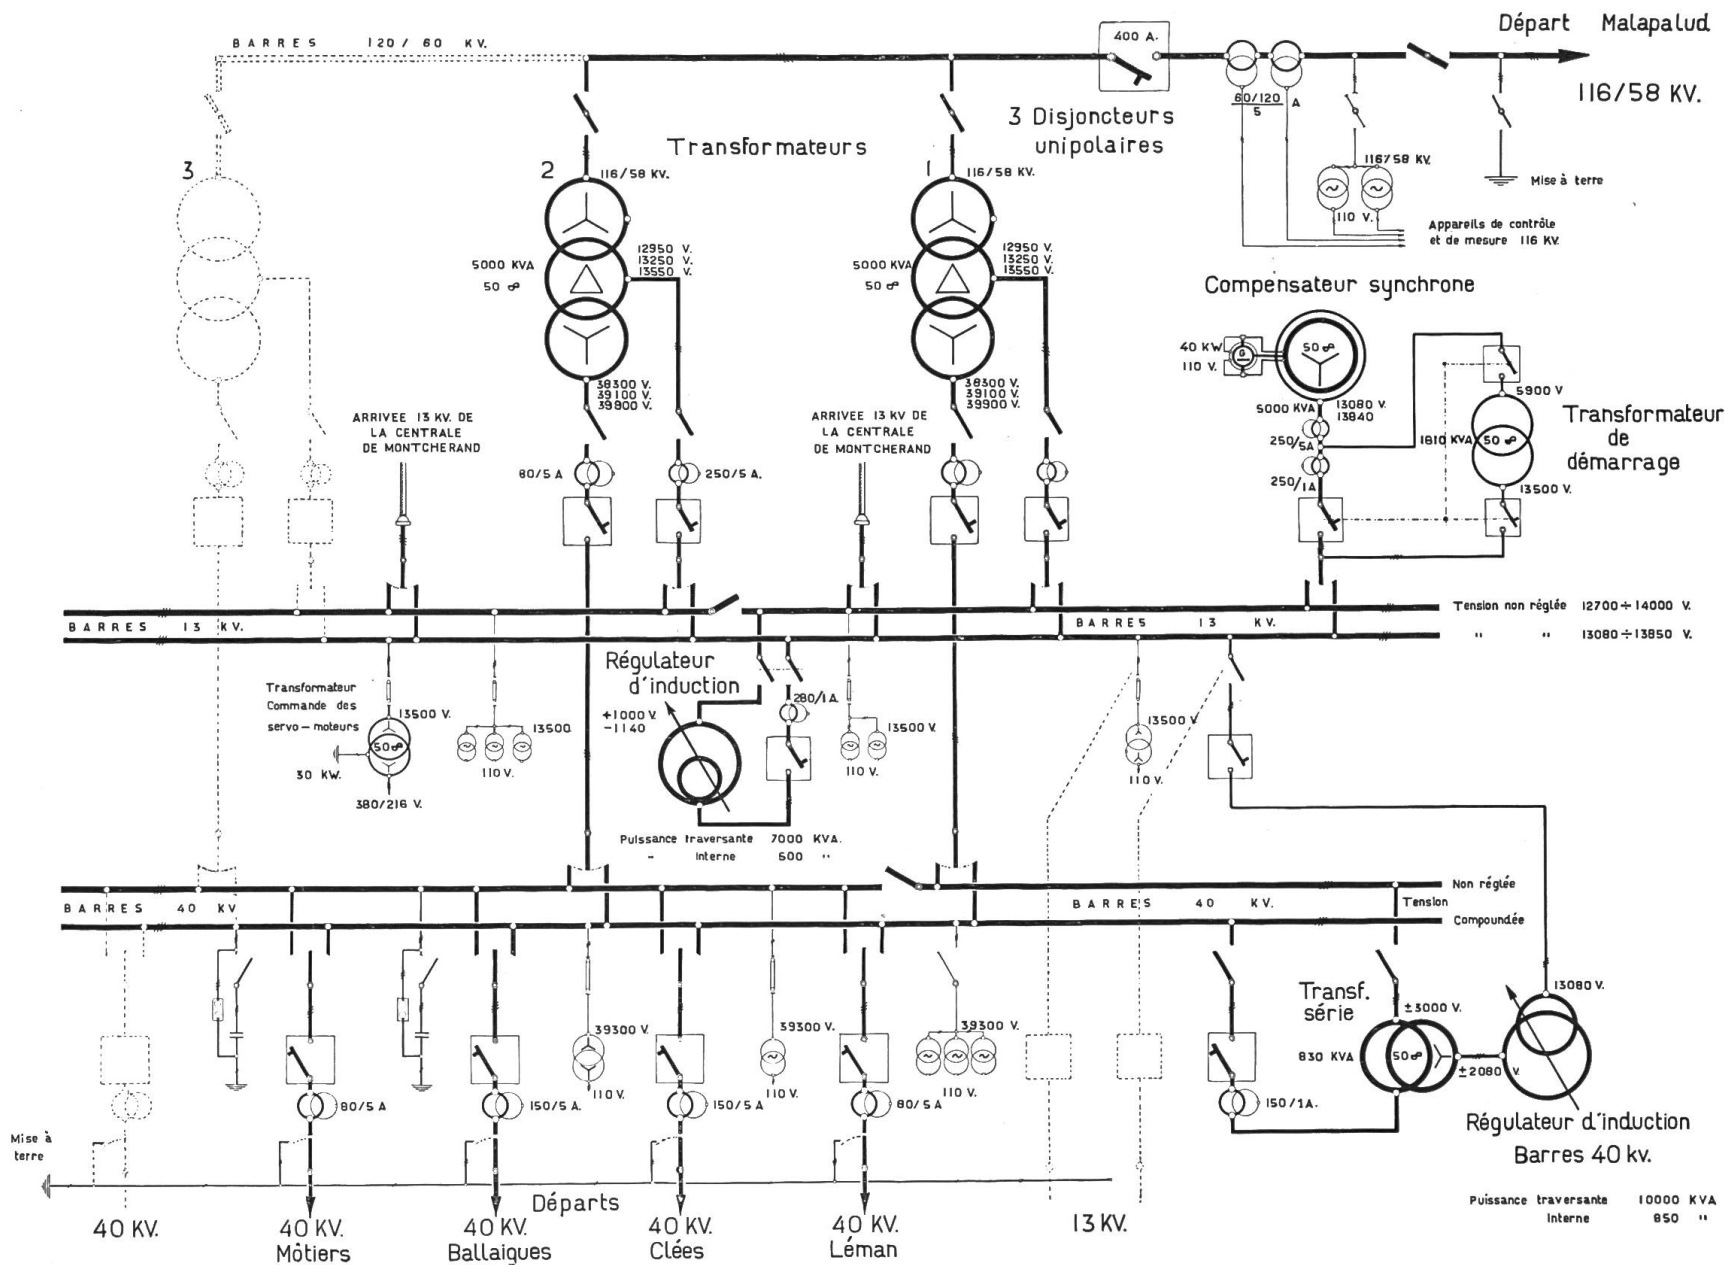 BARRES 120/60 KV.
400 A.
Départ Malapalud
116/58 KV.
60/120 A
5
3 Disjoncteurs
unipolaires
Transformateurs
3
2
1
116/58 KV.
116/58 KV.
116/58 KV.
110 V.
Mise à terre
Appareils de contrôle
et de mesure 116 KV.
12950 V.
13250 V.
13550 V.
5000 KVA
50
12950 V.
13250 V.
13550 V.
5000 KVA
50
Compensateur synchrone
40 KW
110 V.
50
5000 KVA
13080 V.
13840
250/5A
250/1A
5900 V
1810 KVA
50
13500 V.
Transformateur
de
démarrage
38300 V.
39100 V.
39900 V.
38300 V.
39100 V.
39900 V.
ARRIVEE 13 KV. DE
LA CENTRALE
DE MONTCHERAND
ARRIVEE 13 KV DE
LA CENTRALE
DE MONTCHERAND
80/5 A
250/5 A.
BARRES 13 KV.
BARRES 13 KV.
Tension non réglée 12700÷14000 V.
" " 13080÷13850 V.
Transformateur
Commande des
servo-moteurs
13500 V.
50
30 KW.
380/216 V.
13500
110 V.
Régulateur
d'induction
+1000 V.
-1140
280/1A.
13500 V.
110 V.
13500 V
110 V.
Puissance traversante 7000 KVA.
- Interne 600 "
BARRES 40 KV
BARRES 40 KV.
Non réglée
Tension
Compoundée
39300 V.
110 V.
39300 V.
110 V.
39300 V.
110 V.
80/5 A
150/5 A.
150/5 A
80/5 A
150/1A.
Transf.
série
±3000 V.
830 KVA
50
±2080 V.
13080 V.
Régulateur d'induction
Barres 40 kv.
Puissance traversante 10000 KVA
Interne 850 "
Mise à
terre
Départs
40 KV.
40 KV.
Môtiers
40 KV.
Ballaigues
40 KV.
Clées
40 KV.
Léman
13 KV.